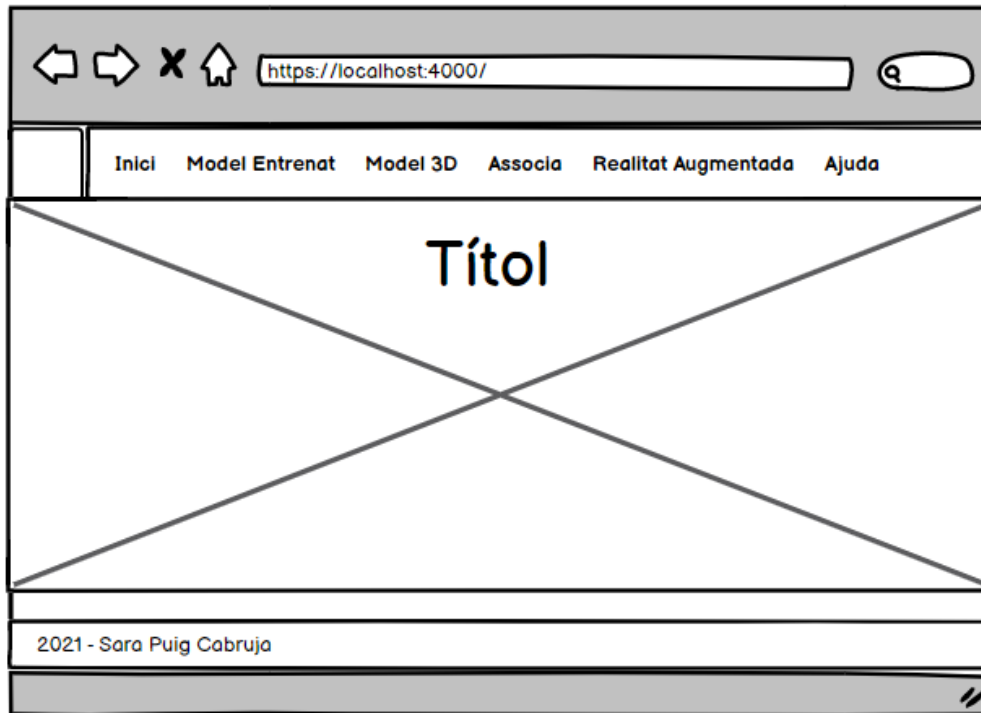 https://localhost:4000/
Inici Model Entrenat Model 3D Associa Realitat Augmentada Ajuda
Títol
2021 - Sara Puig Cabruja